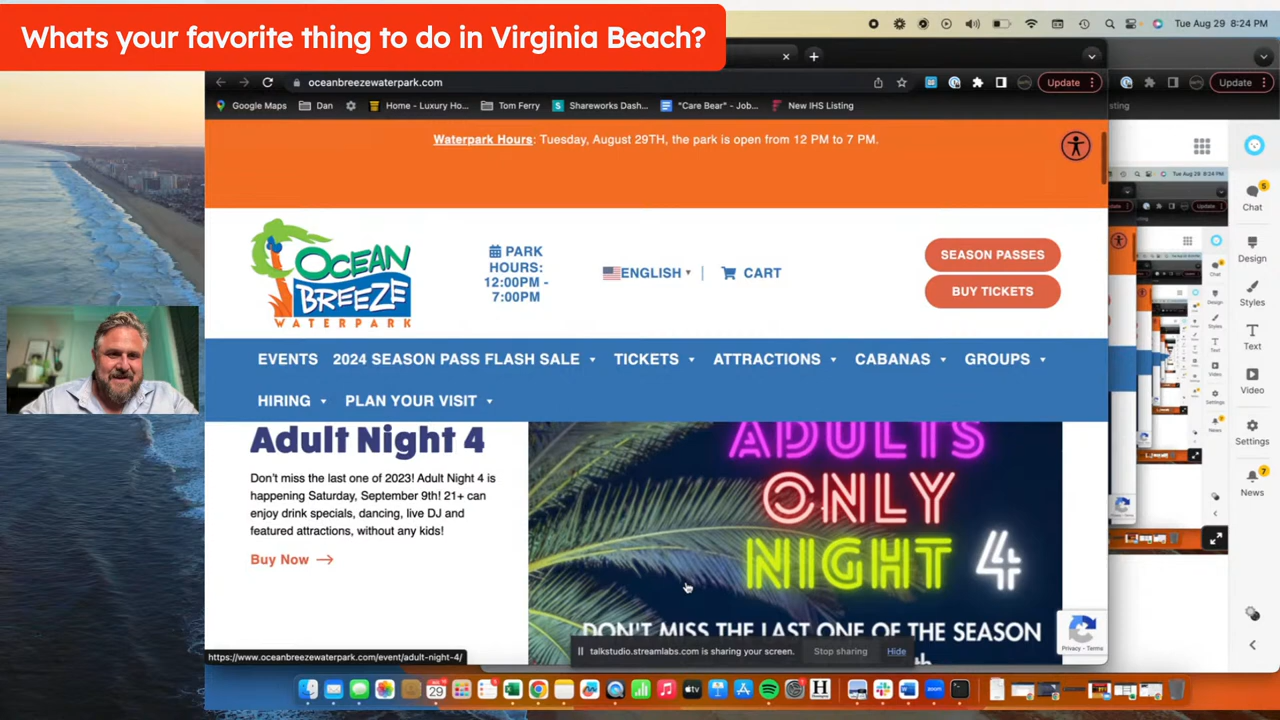 Whats your favorite thing to do in Virginia Beach?
Tue Aug 29 8:24 PM
oceanbreezewaterpark.com
Update
Update
Google Maps
Dan
Home - Luxury Ho...
Tom Ferry
Shareworks Dash...
"Care Bear" - Job...
New IHS Listing
sting
Waterpark Hours: Tuesday, August 29TH, the park is open from 12 PM to 7 PM.
OCEAN
BREEZE
WATERPARK
PARK
HOURS:
12:00PM -
7:00PM
ENGLISH
CART
SEASON PASSES
BUY TICKETS
EVENTS 2024 SEASON PASS FLASH SALE TICKETS ATTRACTIONS CABANAS GROUPS
HIRING PLAN YOUR VISIT
Adult Night 4
Don't miss the last one of 2023! Adult Night 4 is
happening Saturday, September 9th! 21+ can
enjoy drink specials, dancing, live DJ and
featured attractions, without any kids!
Buy Now
ADULTS
ONLY
NIGHT 4
DON'T MISS THE LAST ONE OF THE SEASON
Privacy - Terms
https://www.oceanbreezewaterpark.com/event/adult-night-4/
talkstudio.streamlabs.com is sharing your screen.
Stop sharing
Hide
5
Chat
Design
Styles
Text
Video
Settings
7
News
29